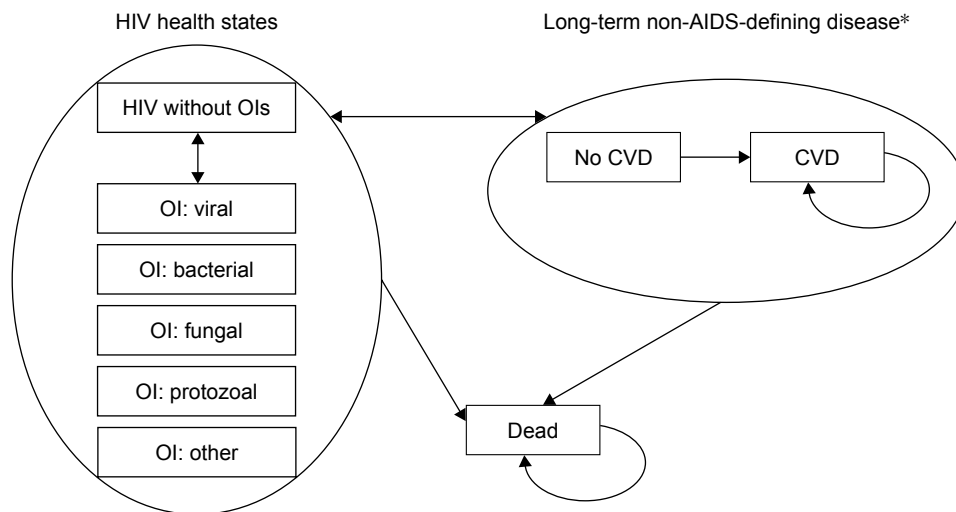 HIV health states
Long-term non-AIDS-defining disease*
HIV without OIs
No CVD
CVD
OI: viral
OI: bacterial
OI: fungal
OI: protozoal
OI: other
Dead